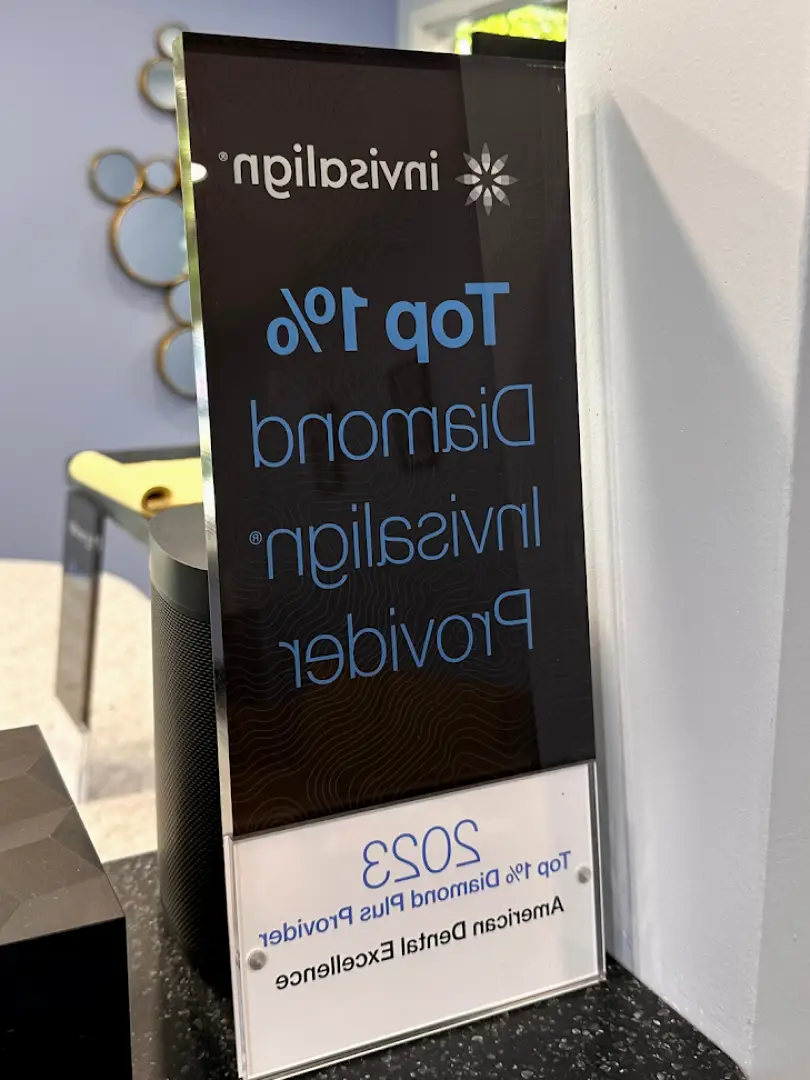 invisalign®
Top 1%
Diamond
Invisalign®
Provider
2023
Top 1% Diamond Plus Provider
American Dental Excellence